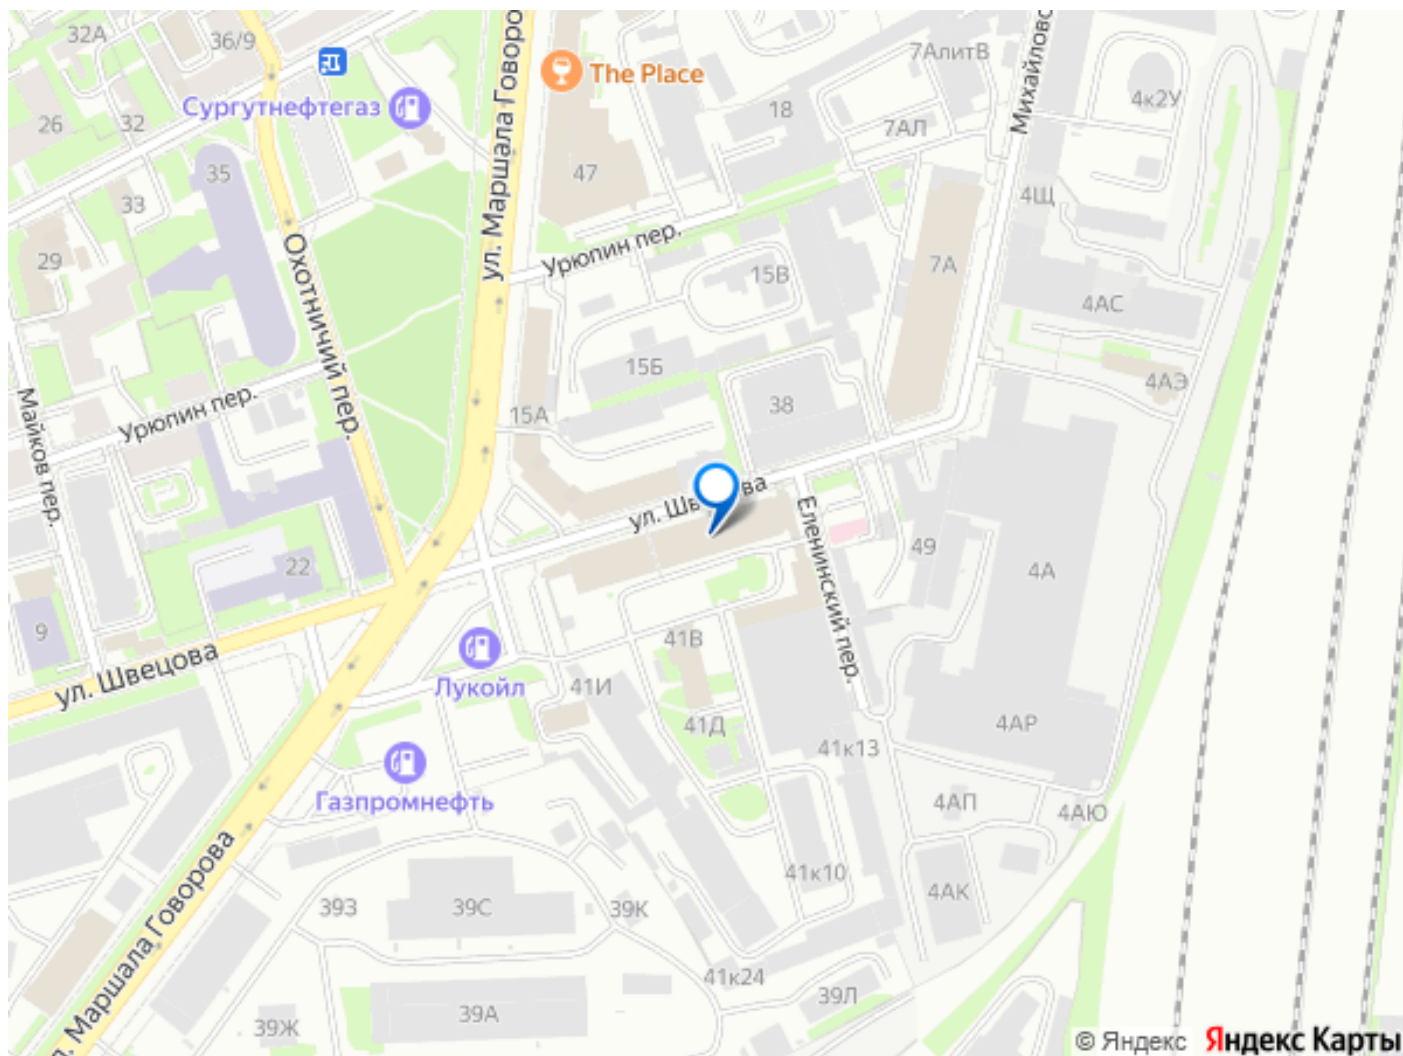 32А
36/9
ул. Маршала Говоро
The Place
7АлитВ
Михайловс
4к2У
Сургутнефтегаз
26
32
18
7АЛ
35
47
33
4Щ
Охотничий пер.
Урюпин пер.
29
15В
7А
4АС
15Б
4АЭ
Майков пер.
Урюпин пер.
15А
38
ул. Шв ва
Еленинский пер.
49
22
4А
9
ул. Швецова
Лукойл
41В
41И
41Д
4АР
41к13
Газпромнефть
4АП
4АЮ
л. Маршала Говорова
41к10
4АК
39З
39С
39К
41к24
39Л
39Ж
39А
© Яндекс Яндекс Карты